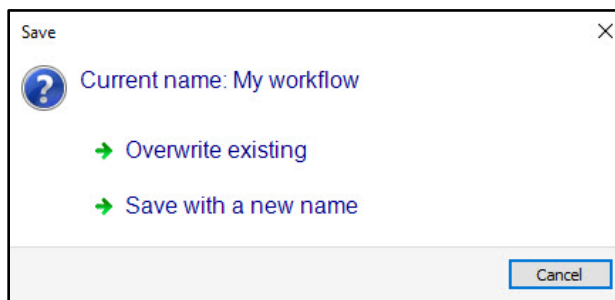 Save
Current name: My workflow
Overwrite existing
Save with a new name
Cancel